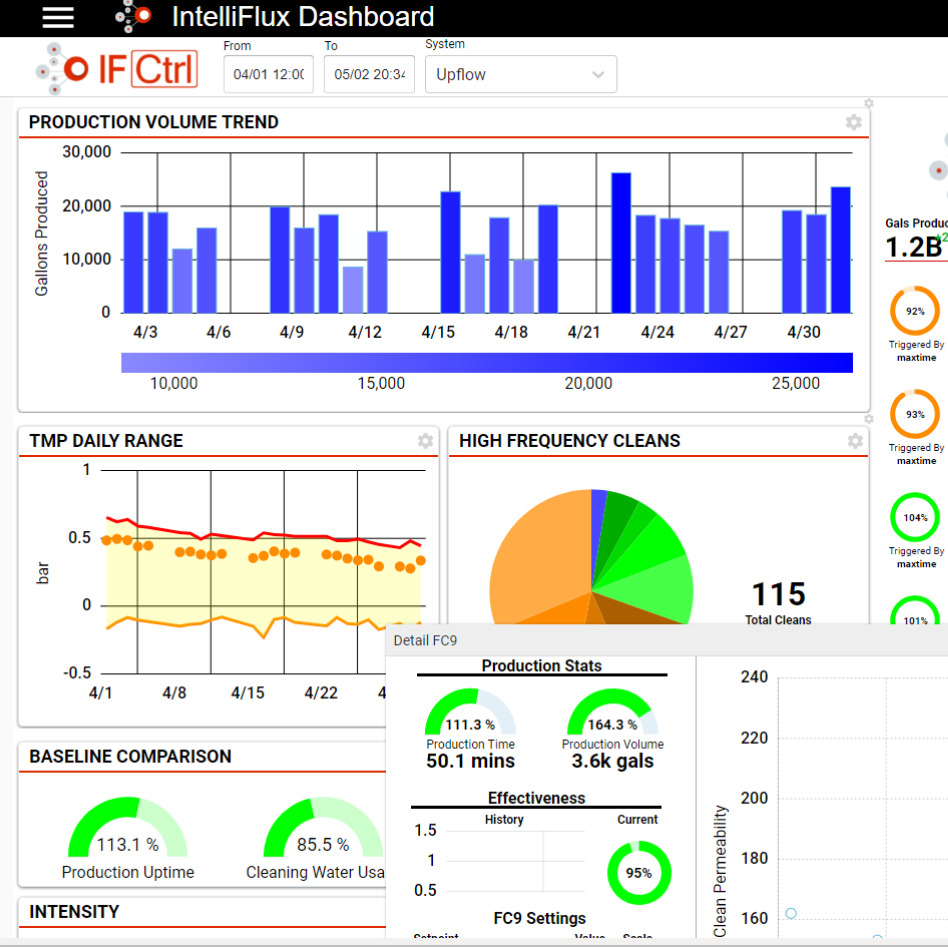 IntelliFlux Dashboard
IF Ctrl
From
To
System
04/01 12:00
05/02 20:34
Upflow
PRODUCTION VOLUME TREND
30,000
20,000
10,000
0
Gallons Produced
4/3 4/6 4/9 4/12 4/15 4/18 4/21 4/24 4/27 4/30
10,000 15,000 20,000 25,000
Gals Produc
1.2B
92%
Triggered By
maxtime
93%
Triggered By
maxtime
104%
Triggered By
maxtime
101%
TMP DAILY RANGE
1
0.5
0
-0.5
bar
4/1 4/8 4/15 4/22 4
HIGH FREQUENCY CLEANS
115
Total Cleans
BASELINE COMPARISON
113.1 %
Production Uptime
85.5 %
Cleaning Water Usa
INTENSITY
Detail FC9
Production Stats
111.3 %
Production Time
50.1 mins
164.3 %
Production Volume
3.6k gals
Effectiveness
History
Current
1.5
1
0.5
95%
FC9 Settings
Setpoint Value Scale
240
220
200
180
160
Clean Permeability